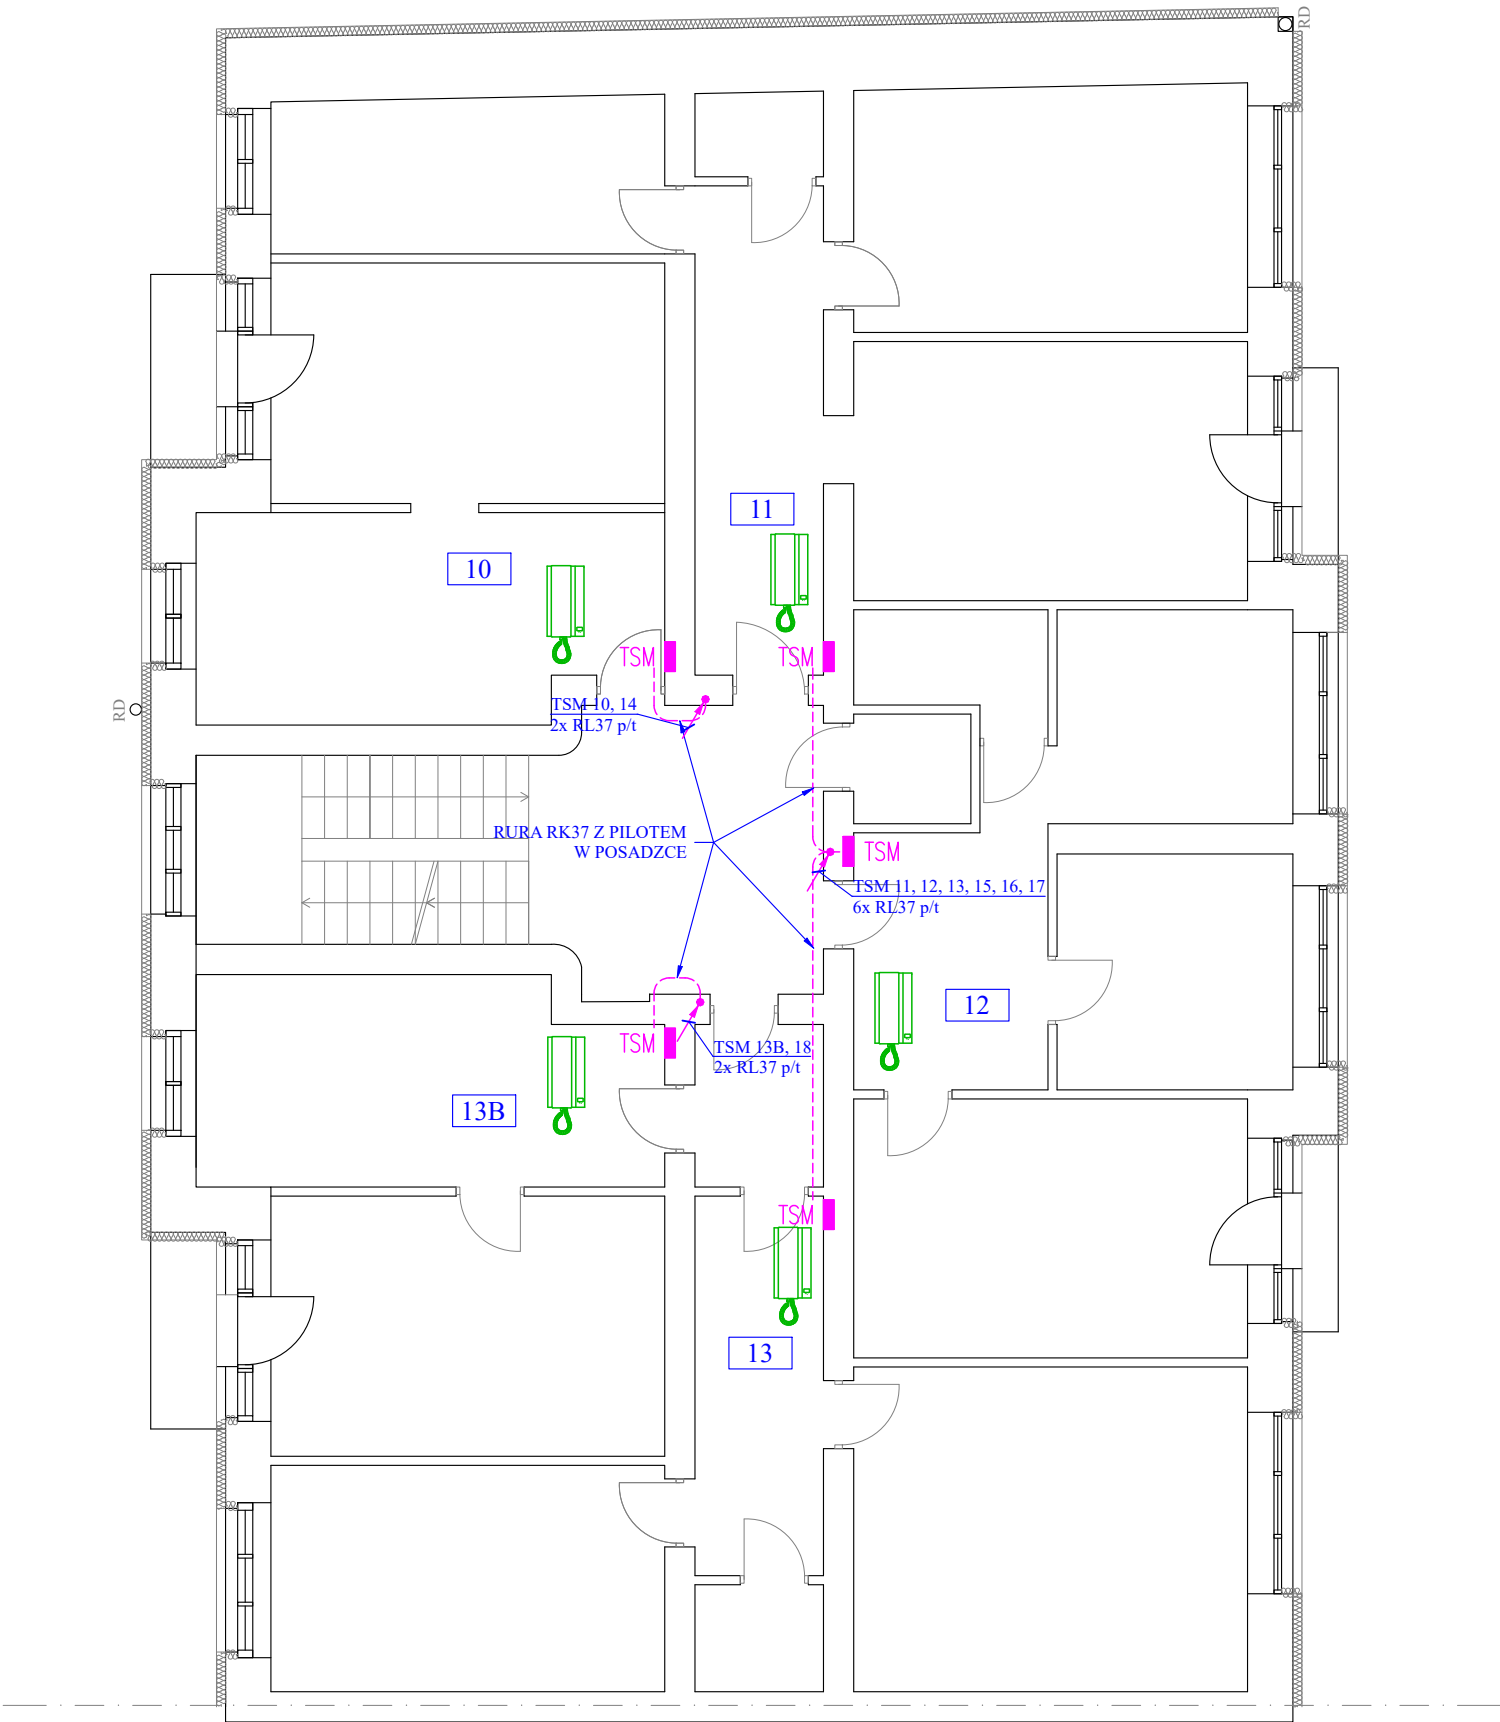 RD
11
10
TSM
TSM
RD
TSM 10, 14
2x RL37 p/t
RURA RK37 Z PILOTEM
W POSADZCE
TSM
TSM 11, 12, 13, 15, 16, 17
6x RL37 p/t
12
TSM
TSM 13B, 18
2x RL37 p/t
13B
TSM
13